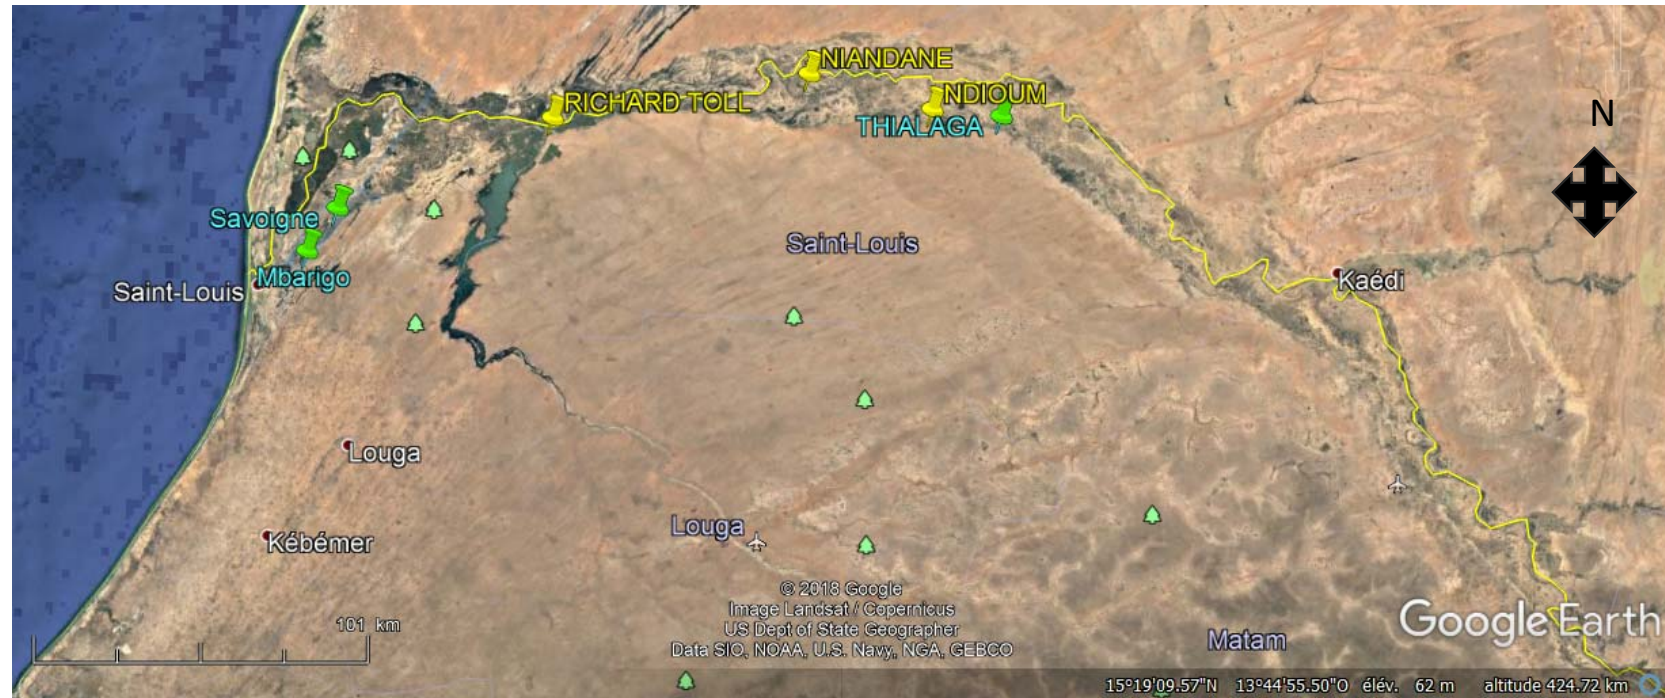 NIANDANE
RICHARD TOLL
NDIOUM
THIALAGA
N
Savoigne
Mbarigo
Saint-Louis
Saint-Louis
Kaédi
Louga
Louga
Kébémer
© 2018 Google
Image Landsat / Copernicus
US Dept of State Geographer
Data SIO, NOAA, U.S. Navy, NGA, GEBCO
101 km
Google Earth
Matam
15°19'09.57"N 13°44'55.50"O élév. 62 m altitude 424.72 km